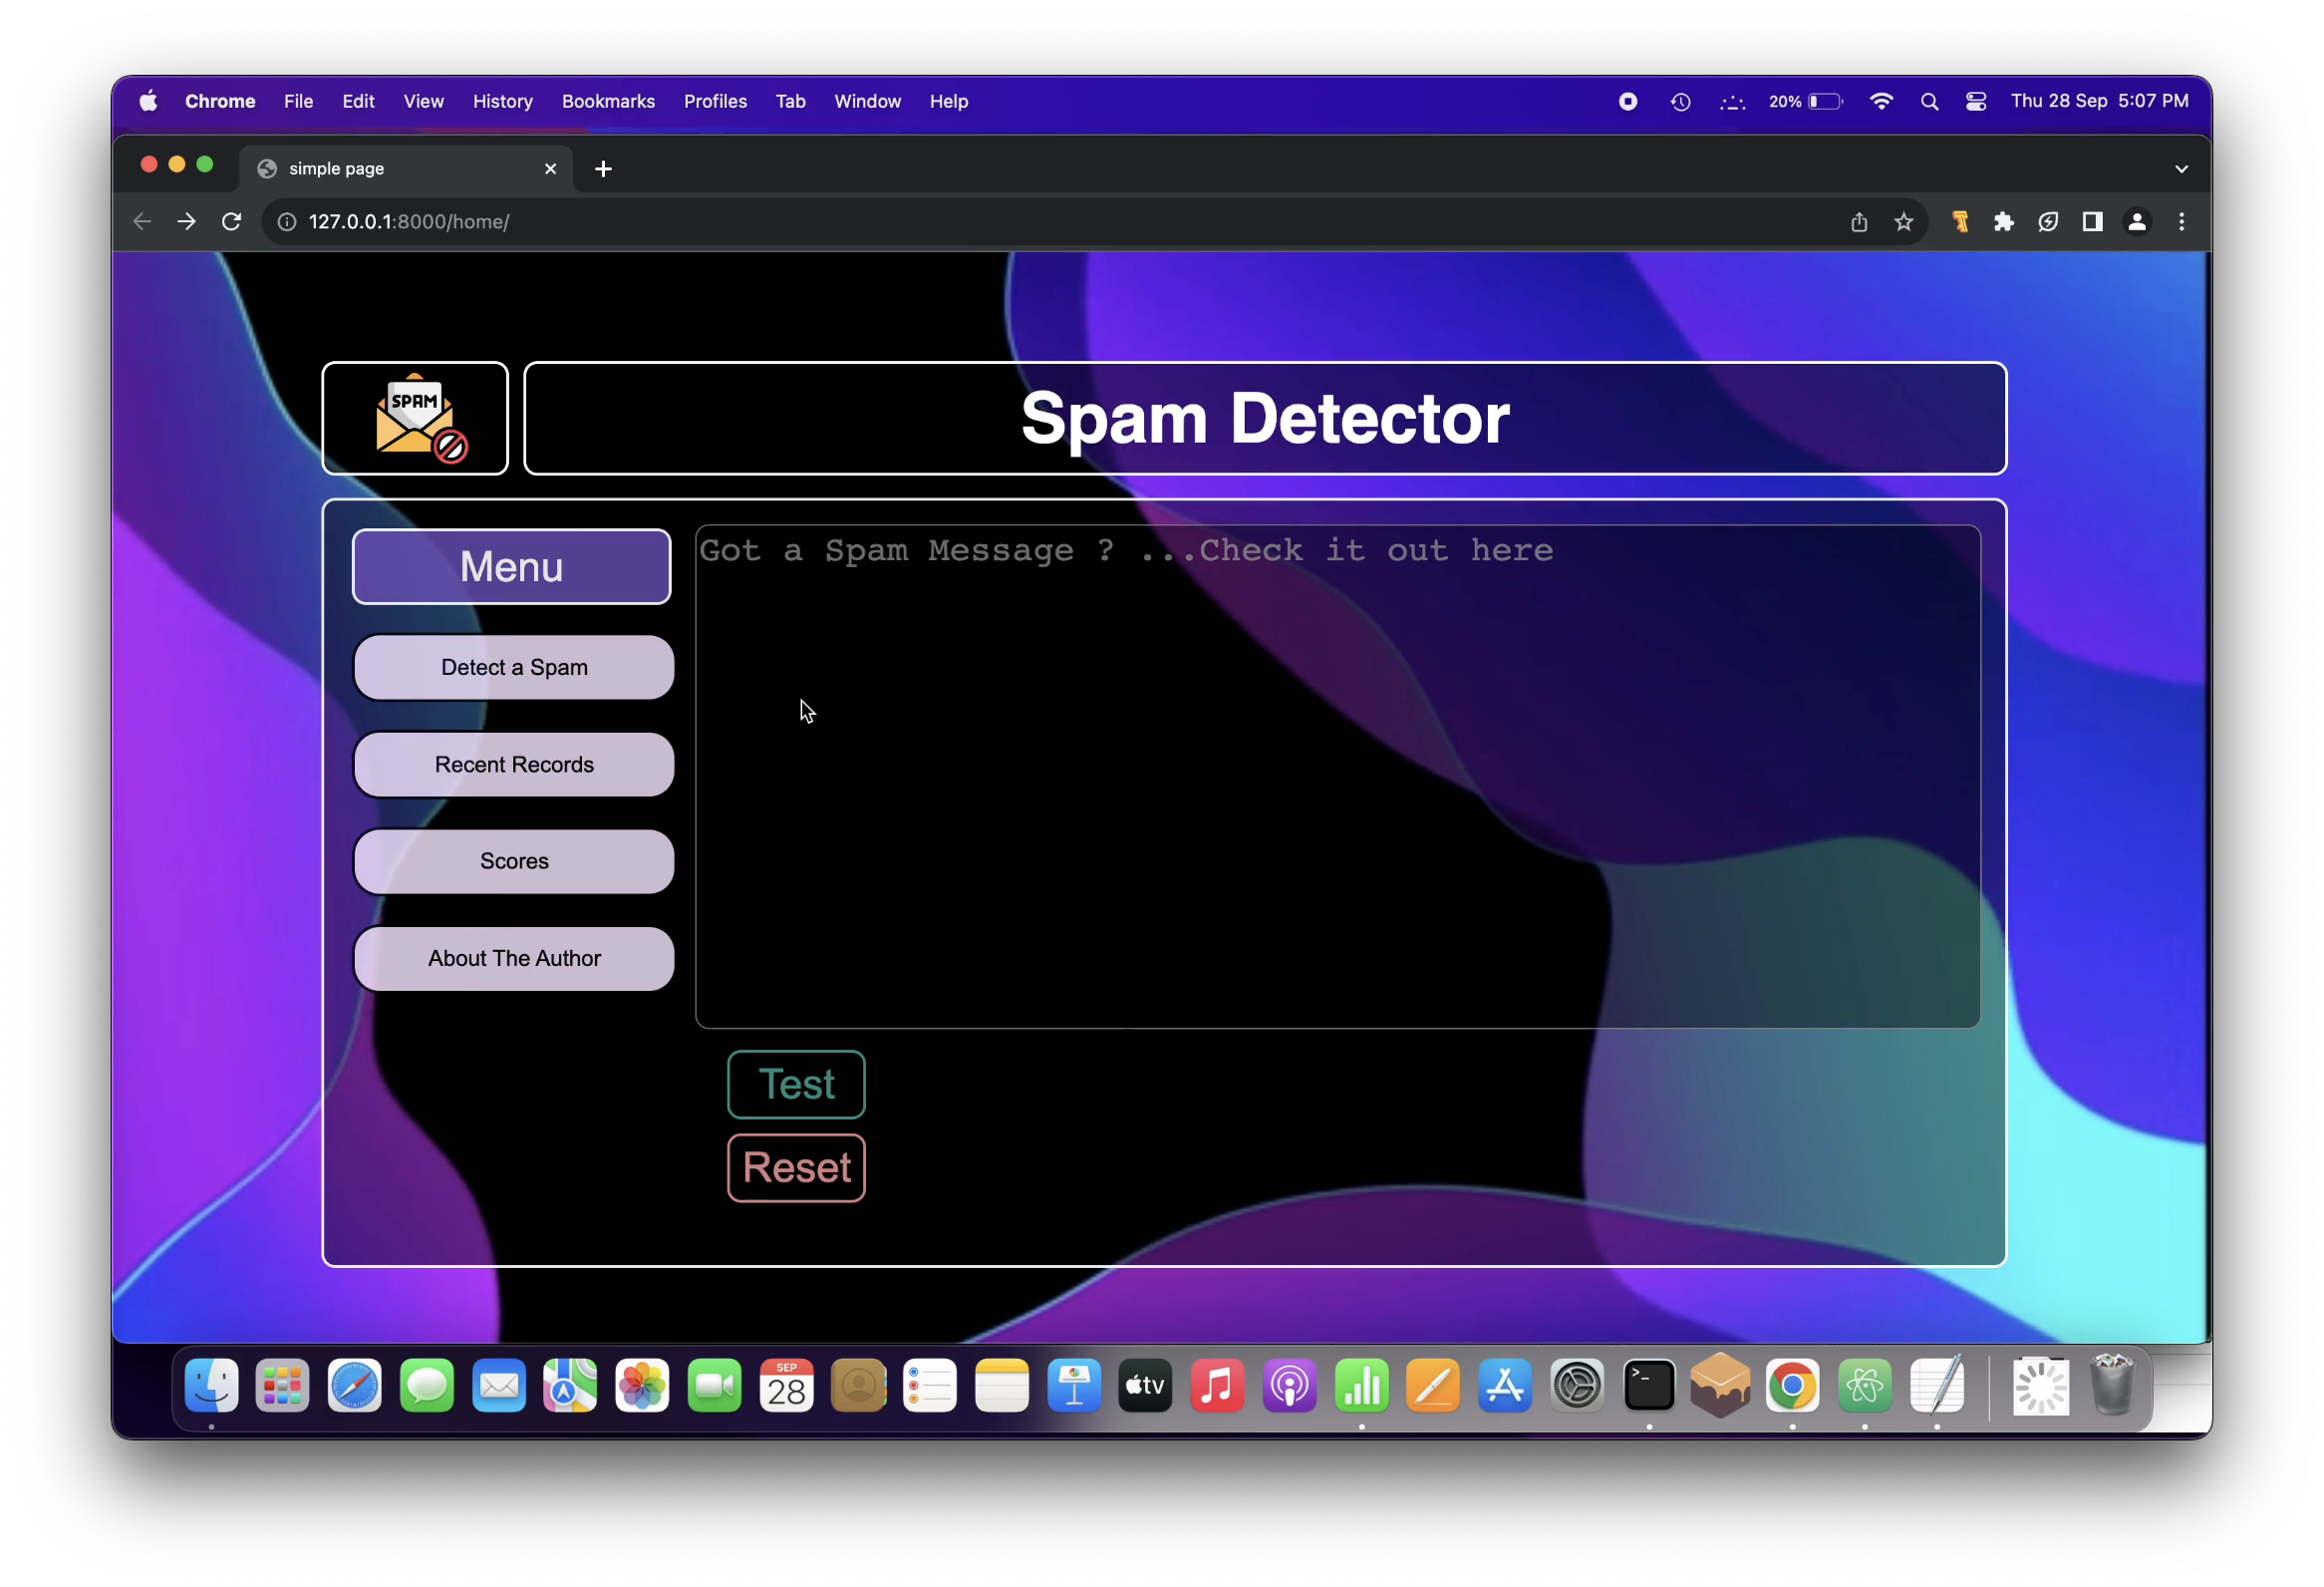 Chrome File Edit View History Bookmarks Profiles Tab Window Help 20% Thu 28 Sep 5:07 PM
simple page
127.0.0.1:8000/home/
SPAM
Spam Detector
Menu
Got a Spam Message ? ...Check it out here
Detect a Spam
Recent Records
Scores
About The Author
Test
Reset
SEP
28
tv
>_